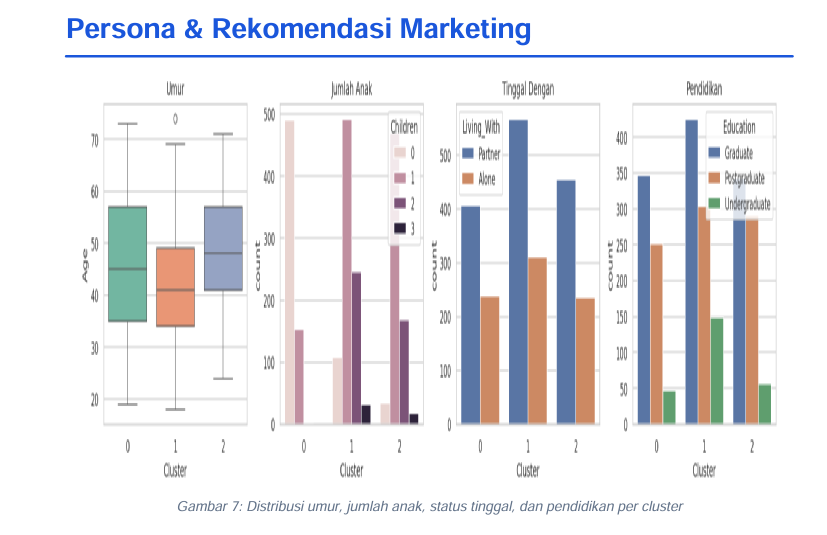 Persona & Rekomendasi Marketing
Umur
Jumlah Anak
Tinggal Dengan
Pendidikan
Age
70
60
50
40
30
20
0 1 2
Cluster
count
500
400
300
200
100
0
Children
0
1
2
3
0 1 2
Cluster
count
500
400
300
200
100
0
Living_With
Partner
Alone
0 1 2
Cluster
count
400
350
300
250
200
150
100
50
0
Education
Graduate
Postgraduate
Undergraduate
0 1 2
Cluster
Gambar 7: Distribusi umur, jumlah anak, status tinggal, dan pendidikan per cluster